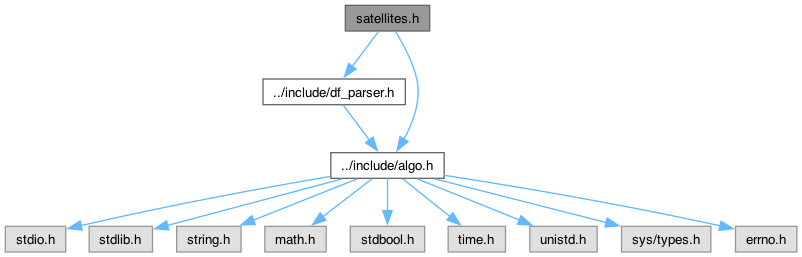 satellites.h
../include/df_parser.h
../include/algo.h
stdio.h
stdlib.h
string.h
math.h
stdbool.h
time.h
unistd.h
sys/types.h
errno.h